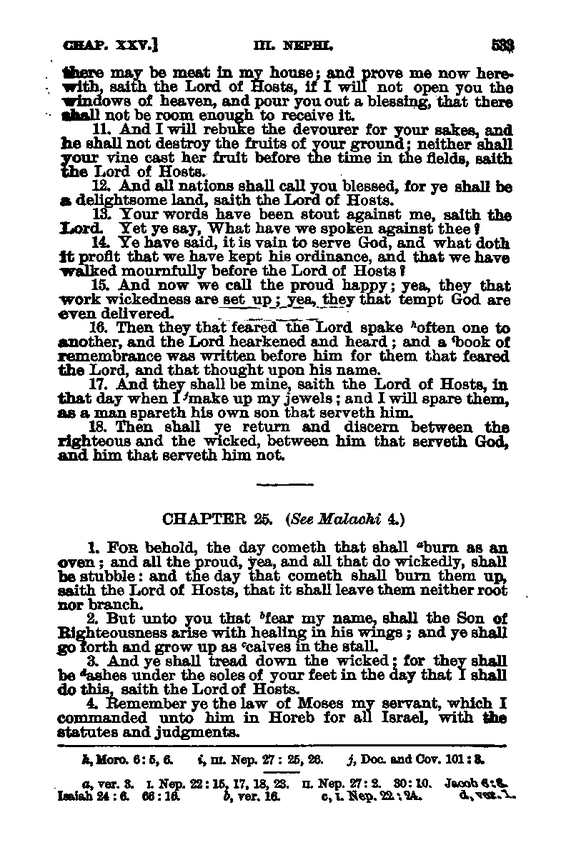 CHAP. XXV.] III. NEPHI. 533
there may be meat in my house; and prove me now here-
with, saith the Lord of Hosts, if I will not open you the
windows of heaven, and pour you out a blessing, that there
shall not be room enough to receive it.
11. And I will rebuke the devourer for your sakes, and
he shall not destroy the fruits of your ground; neither shall
your vine cast her fruit before the time in the fields, saith
the Lord of Hosts.
12. And all nations shall call you blessed, for ye shall be
a delightsome land, saith the Lord of Hosts.
13. Your words have been stout against me, saith the
Lord. Yet ye say, What have we spoken against thee?
14. Ye have said, it is vain to serve God, and what doth
it profit that we have kept his ordinance, and that we have
walked mournfully before the Lord of Hosts?
15. And now we call the proud happy; yea, they that
work wickedness are set up; yea, they that tempt God are
even delivered.
16. Then they that feared the Lord spake ʰoften one to
another, and the Lord hearkened and heard; and a ⁱbook of
remembrance was written before him for them that feared
the Lord, and that thought upon his name.
17. And they shall be mine, saith the Lord of Hosts, in
that day when I ʲmake up my jewels; and I will spare them,
as a man spareth his own son that serveth him.
18. Then shall ye return and discern between the
righteous and the wicked, between him that serveth God,
and him that serveth him not.
CHAPTER 25. (See Malachi 4.)
1. FOR behold, the day cometh that shall ᵃburn as an
oven; and all the proud, yea, and all that do wickedly, shall
be stubble: and the day that cometh shall burn them up,
saith the Lord of Hosts, that it shall leave them neither root
nor branch.
2. But unto you that ᵇfear my name, shall the Son of
Righteousness arise with healing in his wings; and ye shall
go forth and grow up as ᶜcalves in the stall.
3. And ye shall tread down the wicked; for they shall
be ᵈashes under the soles of your feet in the day that I shall
do this, saith the Lord of Hosts.
4. Remember ye the law of Moses my servant, which I
commanded unto him in Horeb for all Israel, with the
statutes and judgments.
h, Moro. 6:5, 6. i, III. Nep. 27: 25, 26. j, Doc. and Cov. 101:3.
a, ver. 3. I. Nep. 22:15, 17, 18, 23. II. Nep. 27:2. 30:10. Jacob 6:3.
Isaiah 24:6. 66:16. b, ver. 16. c, I. Nep. 22:24. d, ver. 1.